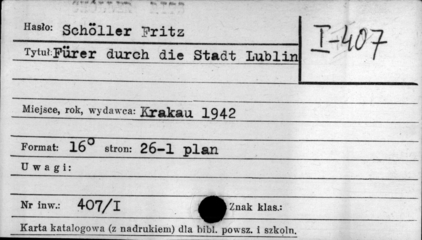 Hasło: Schöller Fritz
I-407
Tytuł: Fürer durch die Stadt Lublin
Miejsce, rok, wydawca: Krakau 1942
Format: 16° stron: 26-1 plan
Uwagi:
Nr inw.: 407/I Znak klas.:
Karta katalogowa (z nadrukiem) dla bibl. powsz. i szkoln.